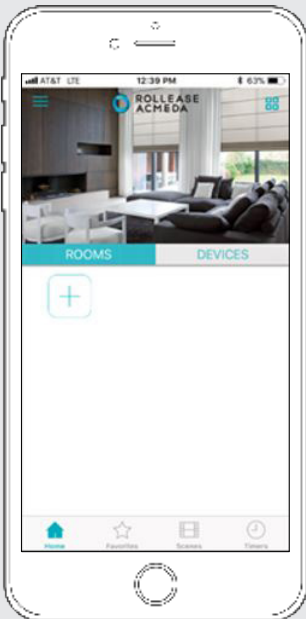 AT&T LTE 12:39 PM 63%
ROLLEASE
ACMEDA
ROOMS DEVICES
Home Favorites Scenes Timers